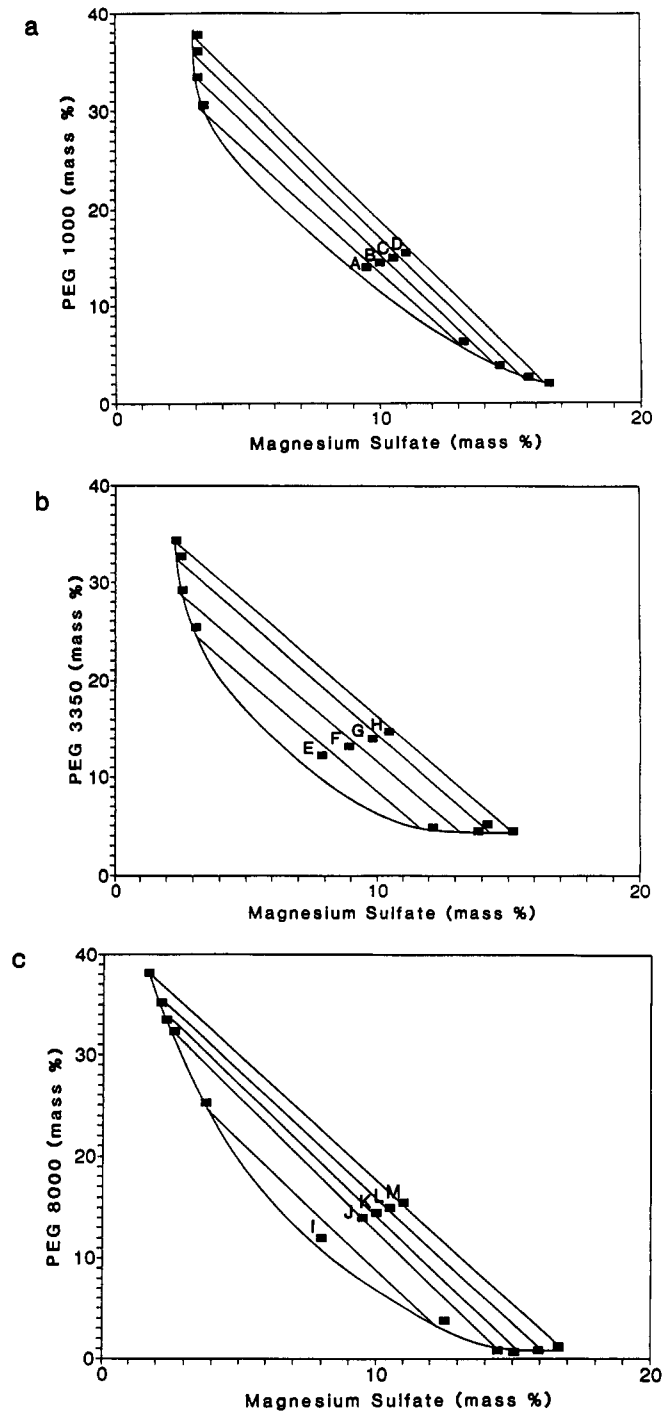 a
40
30
20
10
0
PEG 1000 (mass %)
A B C D
0 10 20
Magnesium Sulfate (mass %)
b
40
30
20
10
0
PEG 3350 (mass %)
E F G H
0 10 20
Magnesium Sulfate (mass %)
c
40
30
20
10
0
PEG 8000 (mass %)
I J K L M
0 10 20
Magnesium Sulfate (mass %)